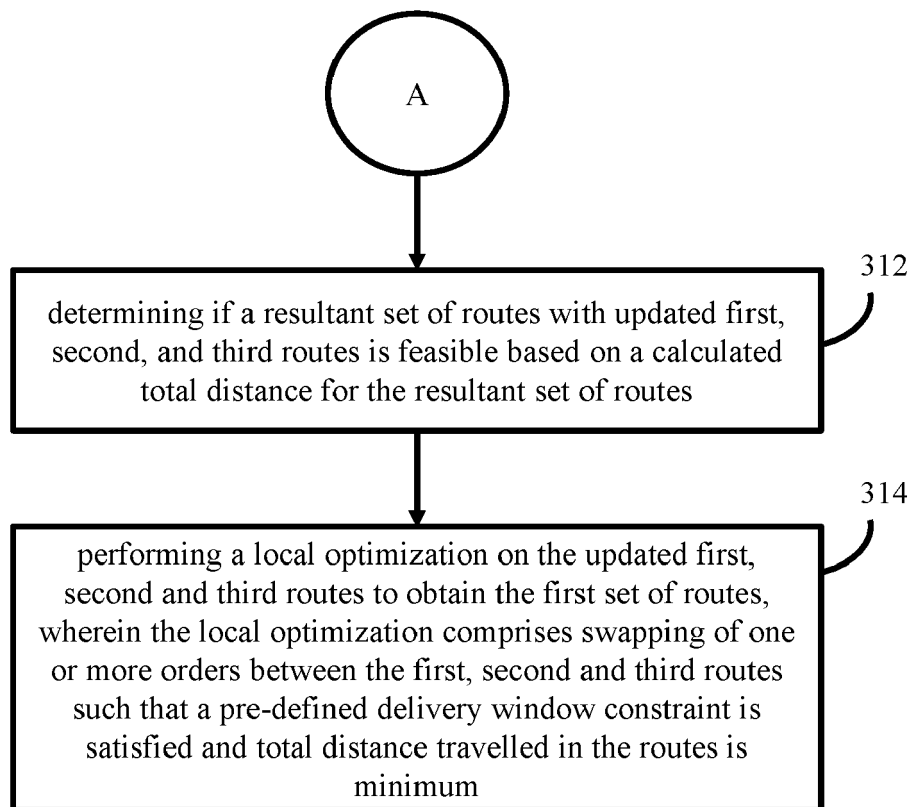 A
312
determining if a resultant set of routes with updated first,
second, and third routes is feasible based on a calculated
total distance for the resultant set of routes
314
performing a local optimization on the updated first,
second and third routes to obtain the first set of routes,
wherein the local optimization comprises swapping of one
or more orders between the first, second and third routes
such that a pre-defined delivery window constraint is
satisfied and total distance travelled in the routes is
minimum